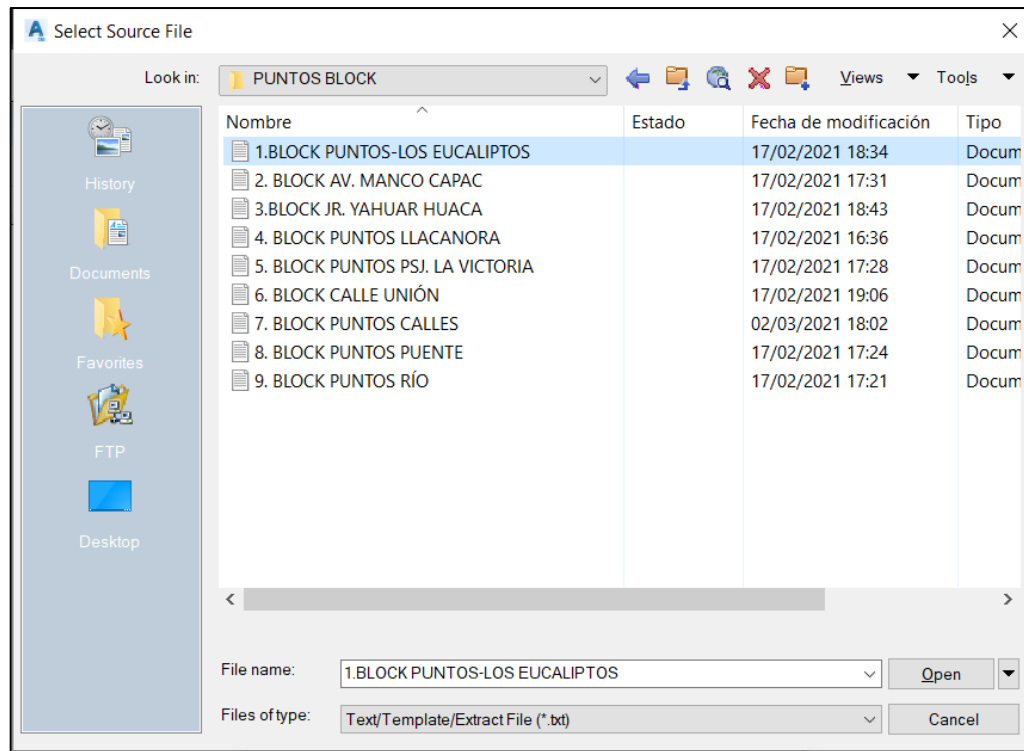 Select Source File
Look in: PUNTOS BLOCK Views Tools
Nombre Estado Fecha de modificación Tipo
1.BLOCK PUNTOS-LOS EUCALIPTOS 17/02/2021 18:34 Docum
2. BLOCK AV. MANCO CAPAC 17/02/2021 17:31 Docum
3.BLOCK JR. YAHUAR HUACA 17/02/2021 18:43 Docum
4. BLOCK PUNTOS LLACANORA 17/02/2021 16:36 Docum
5. BLOCK PUNTOS PSJ. LA VICTORIA 17/02/2021 17:28 Docum
6. BLOCK CALLE UNIÓN 17/02/2021 19:06 Docum
7. BLOCK PUNTOS CALLES 02/03/2021 18:02 Docum
8. BLOCK PUNTOS PUENTE 17/02/2021 17:24 Docum
9. BLOCK PUNTOS RÍO 17/02/2021 17:21 Docum
History
Documents
Favorites
FTP
Desktop
File name: 1.BLOCK PUNTOS-LOS EUCALIPTOS Open
Files of type: Text/Template/Extract File (*.txt) Cancel